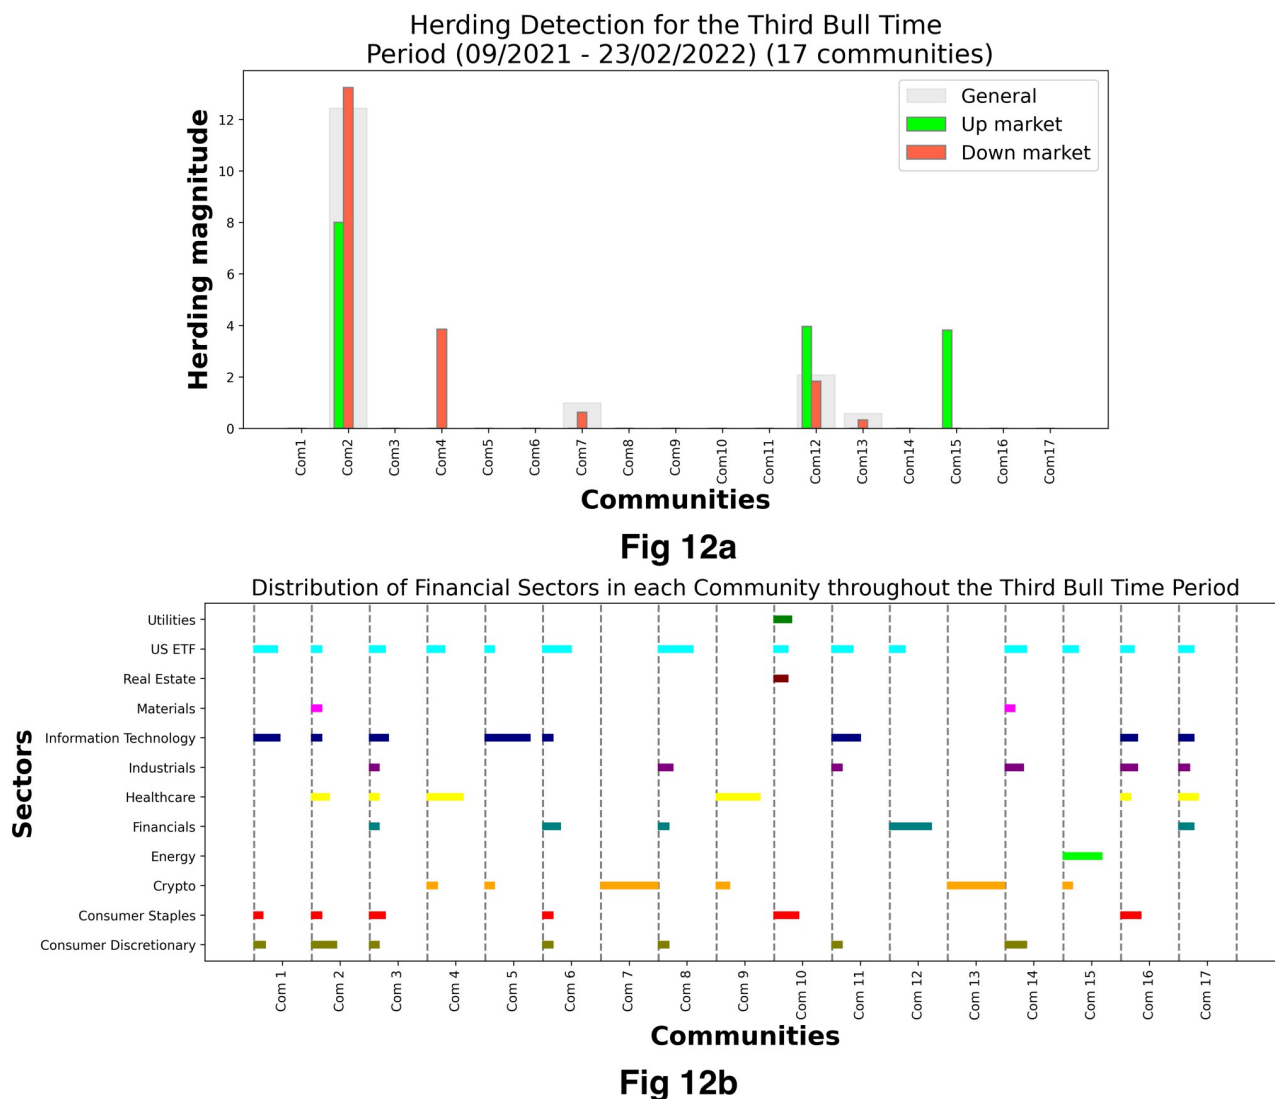 Herding Detection for the Third Bull Time
Period (09/2021 - 23/02/2022) (17 communities)
General
Up market
Down market
Herding magnitude
12
10
8
6
4
2
0
Com1
Com2
Com3
Com4
Com5
Com6
Com7
Com8
Com9
Com10
Com11
Com12
Com13
Com14
Com15
Com16
Com17
Communities
Fig 12a
Distribution of Financial Sectors in each Community throughout the Third Bull Time Period
Sectors
Utilities
US ETF
Real Estate
Materials
Information Technology
Industrials
Healthcare
Financials
Energy
Crypto
Consumer Staples
Consumer Discretionary
Com 1
Com 2
Com 3
Com 4
Com 5
Com 6
Com 7
Com 8
Com 9
Com 10
Com 11
Com 12
Com 13
Com 14
Com 15
Com 16
Com 17
Communities
Fig 12b